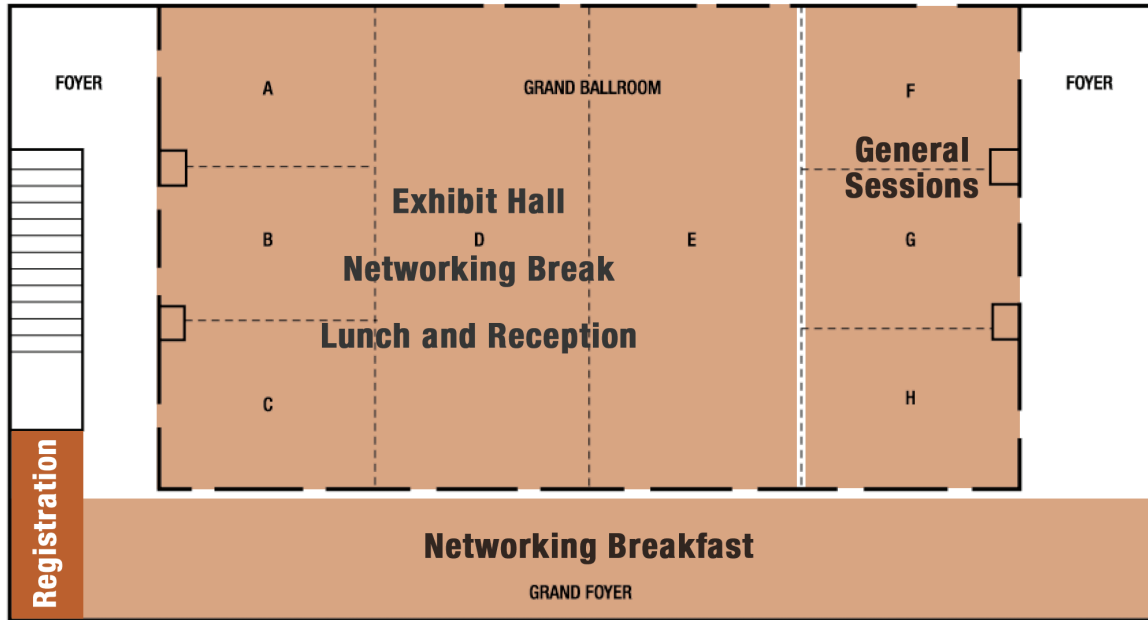 FOYER
A
GRAND BALLROOM
F
FOYER
General
Sessions
Exhibit Hall
B
D
E
G
Networking Break
Lunch and Reception
C
H
Registration
Networking Breakfast
GRAND FOYER